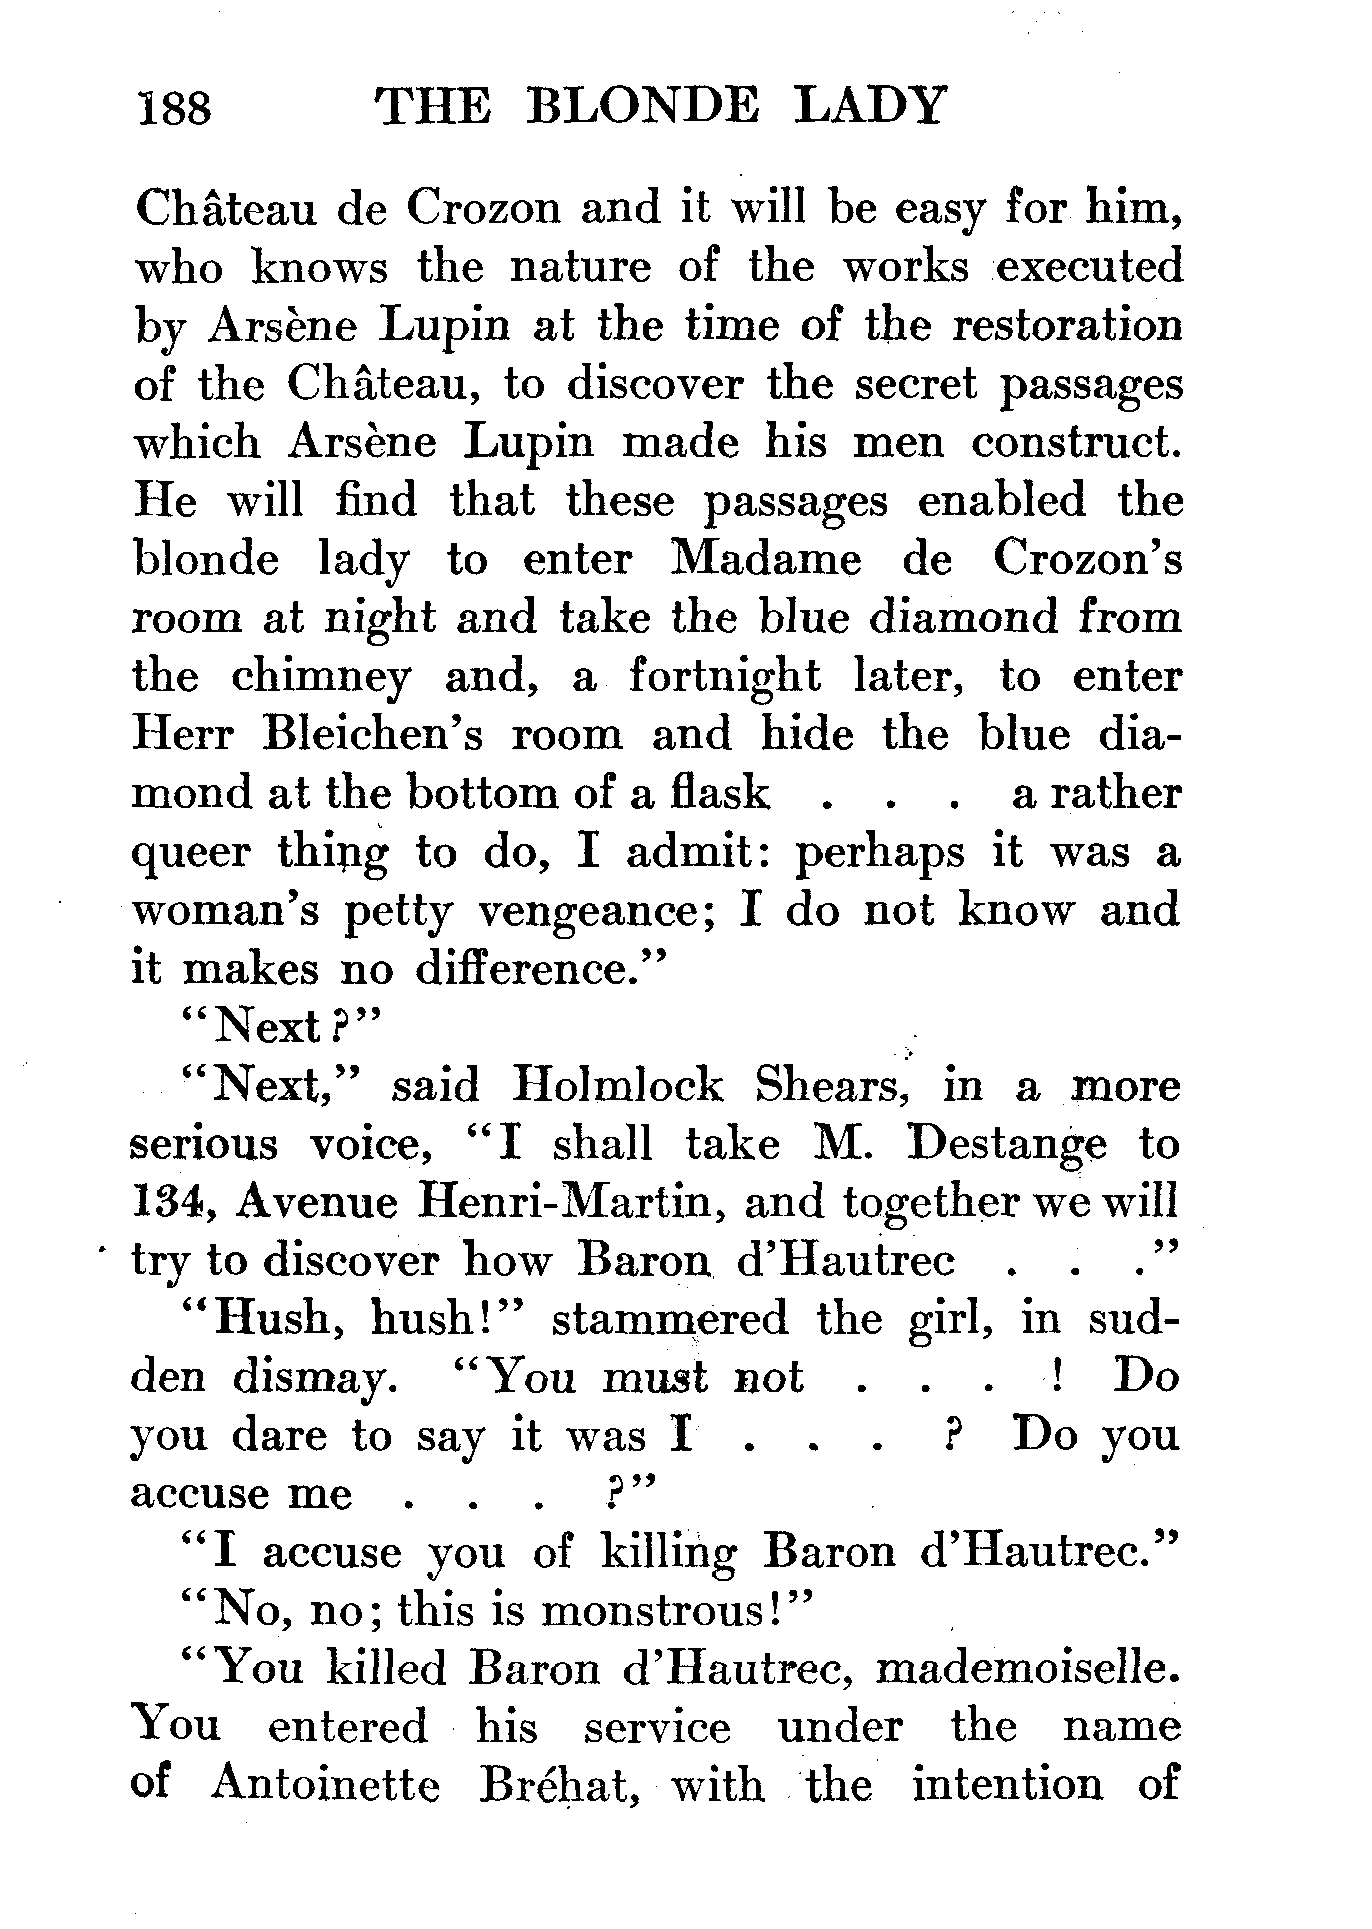 188 THE BLONDE LADY
Château de Crozon and it will be easy for him,
who knows the nature of the works executed
by Arsène Lupin at the time of the restoration
of the Château, to discover the secret passages
which Arsène Lupin made his men construct.
He will find that these passages enabled the
blonde lady to enter Madame de Crozon's
room at night and take the blue diamond from
the chimney and, a fortnight later, to enter
Herr Bleichen's room and hide the blue dia-
mond at the bottom of a flask . . . a rather
queer thing to do, I admit: perhaps it was a
woman's petty vengeance; I do not know and
it makes no difference."
"Next?"
"Next," said Holmlock Shears, in a more
serious voice, "I shall take M. Destange to
134, Avenue Henri-Martin, and together we will
try to discover how Baron d'Hautrec . . ."
"Hush, hush!" stammered the girl, in sud-
den dismay. "You must not . . . ! Do
you dare to say it was I . . . ? Do you
accuse me . . . ?"
"I accuse you of killing Baron d'Hautrec."
"No, no; this is monstrous!"
"You killed Baron d'Hautrec, mademoiselle.
You entered his service under the name
of Antoinette Bréhat, with the intention of